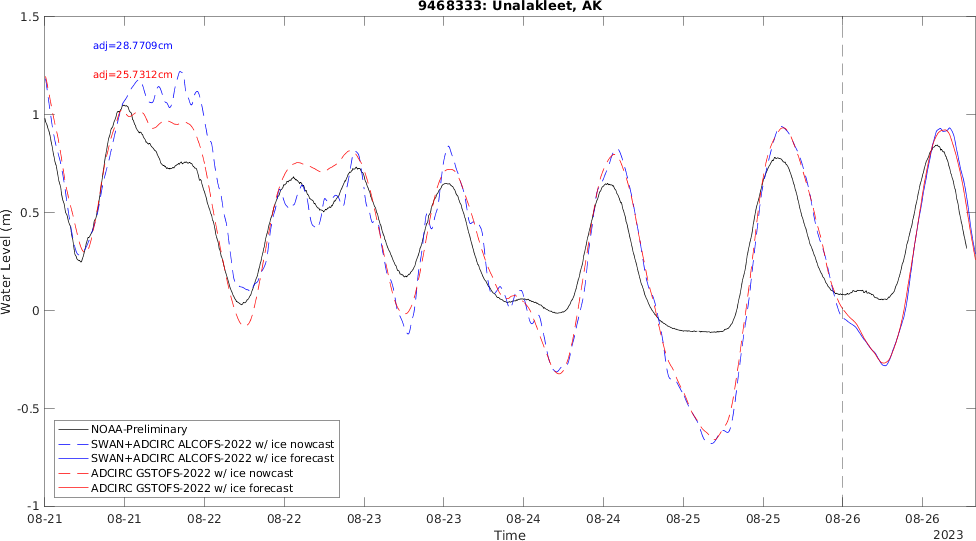 9468333: Unalakleet, AK
adj=28.7709cm
adj=25.7312cm
Water Level (m)
1.5
1
0.5
0
-0.5
-1
NOAA-Preliminary
SWAN+ADCIRC ALCOFS-2022 w/ ice nowcast
SWAN+ADCIRC ALCOFS-2022 w/ ice forecast
ADCIRC GSTOFS-2022 w/ ice nowcast
ADCIRC GSTOFS-2022 w/ ice forecast
08-21 08-21 08-22 08-22 08-23 08-23 08-24 08-24 08-25 08-25 08-26 08-26
Time
2023